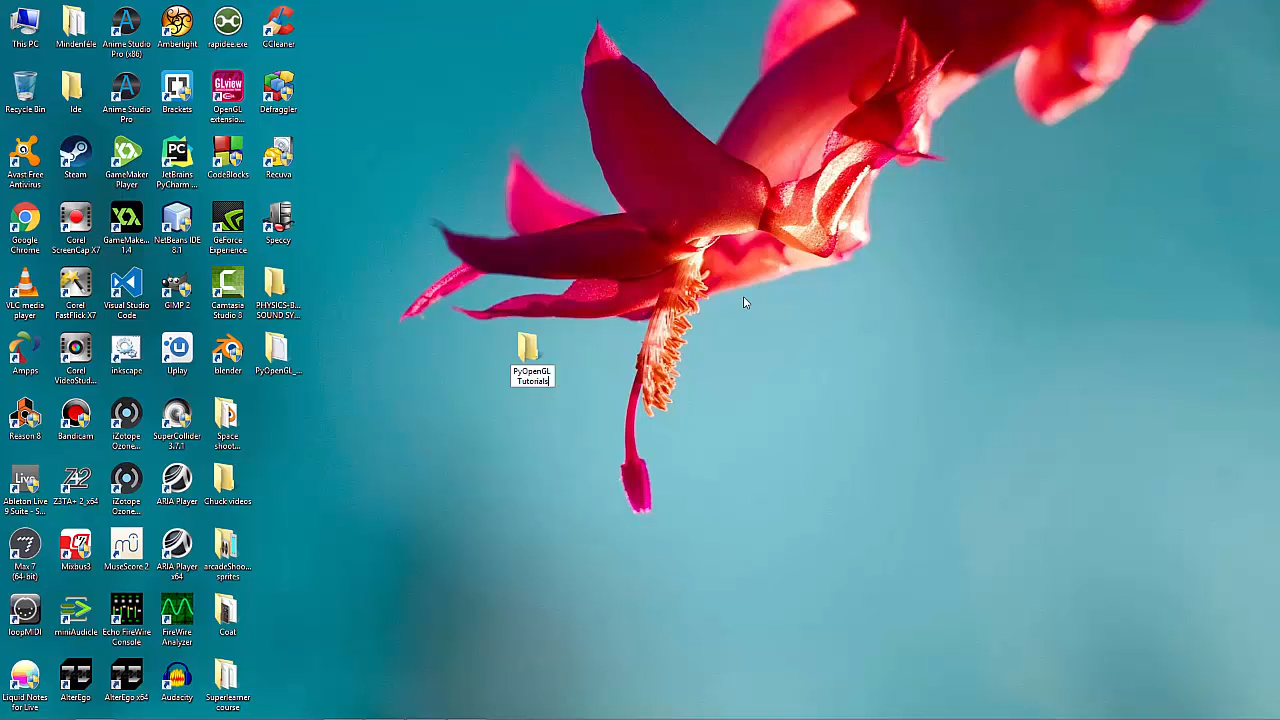 This PC
Mindenféle
Anime Studio
Pro (x86)
Amberlight
rapidee.exe
CCleaner
Recycle Bin
Ide
Anime Studio
Pro
Brackets
GLview
OpenGL
extensio...
Defraggler
Avast Free
Antivirus
Steam
GameMaker
Player
PC
JetBrains
PyCharm ...
CodeBlocks
Recuva
Google
Chrome
Corel
ScreenCap X7
GameMake...
1.4
NetBeans IDE
8.1
GeForce
Experience
Speccy
VLC media
player
Corel
FastFlick X7
Visual Studio
Code
GIMP 2
Camtasia
Studio 8
PHYSICS-B...
SOUND SY...
Ampps
Corel
VideoStud...
inkscape
Uplay
blender
PyOpenGL_...
PyOpenGL
Tutorials
Reason 8
Bandicam
iZotope
Ozone...
SuperCollider
3.7.1
Space
shoot...
Live
Ableton Live
9 Suite - S...
Z3TA+ 2_x64
iZotope
Ozone...
ARIA Player
Chuck videos
Max 7
(64-bit)
Mixbus3
MuseScore 2
ARIA Player
x64
arcadeShoo...
sprites
loopMIDI
miniAudicle
Echo FireWire
Console
FireWire
Analyzer
Coat
Liquid Notes
for Live
AlterEgo
AlterEgo x64
Audacity
Superlearner
course